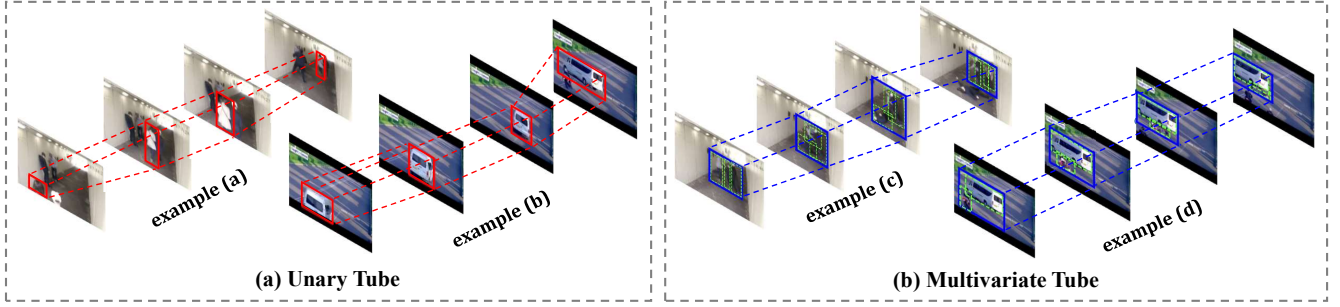 example (a)
example (b)
(a) Unary Tube
example (c)
example (d)
(b) Multivariate Tube